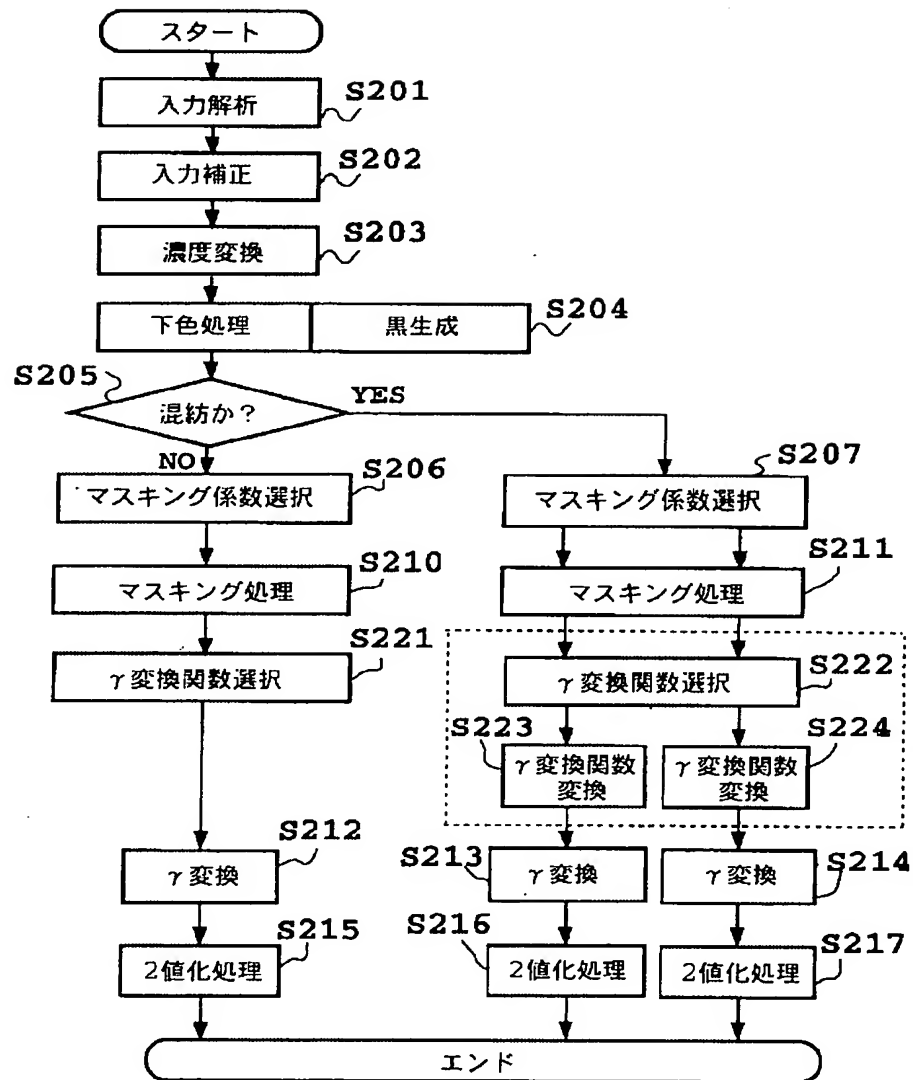 スタート
S201
入力解析
S202
入力補正
S203
濃度変換
S204
下色処理 黒生成
S205
混紡か?
YES
NO
S206
マスキング係数選択
S207
マスキング係数選択
S210
マスキング処理
S211
マスキング処理
S221
γ変換関数選択
S222
γ変換関数選択
S223
γ変換関数
変換
S224
γ変換関数
変換
S212
γ変換
S213
γ変換
S214
γ変換
S215
2値化処理
S216
2値化処理
S217
2値化処理
エンド